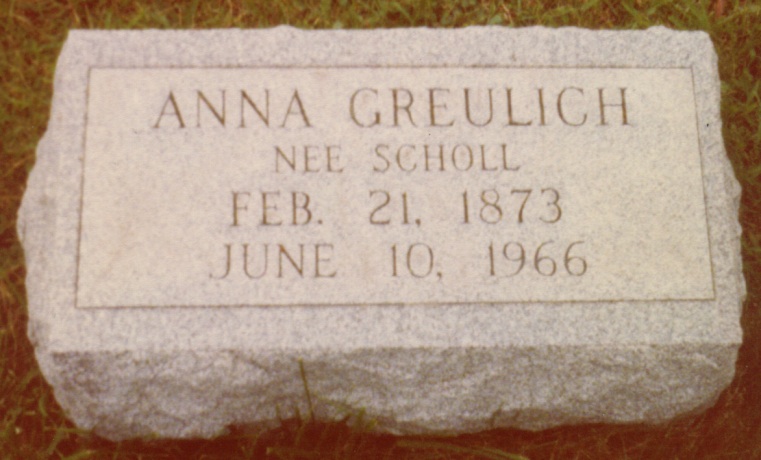 ANNA GREULICH
NEE SCHOLL
FEB. 21, 1873
JUNE 10, 1966